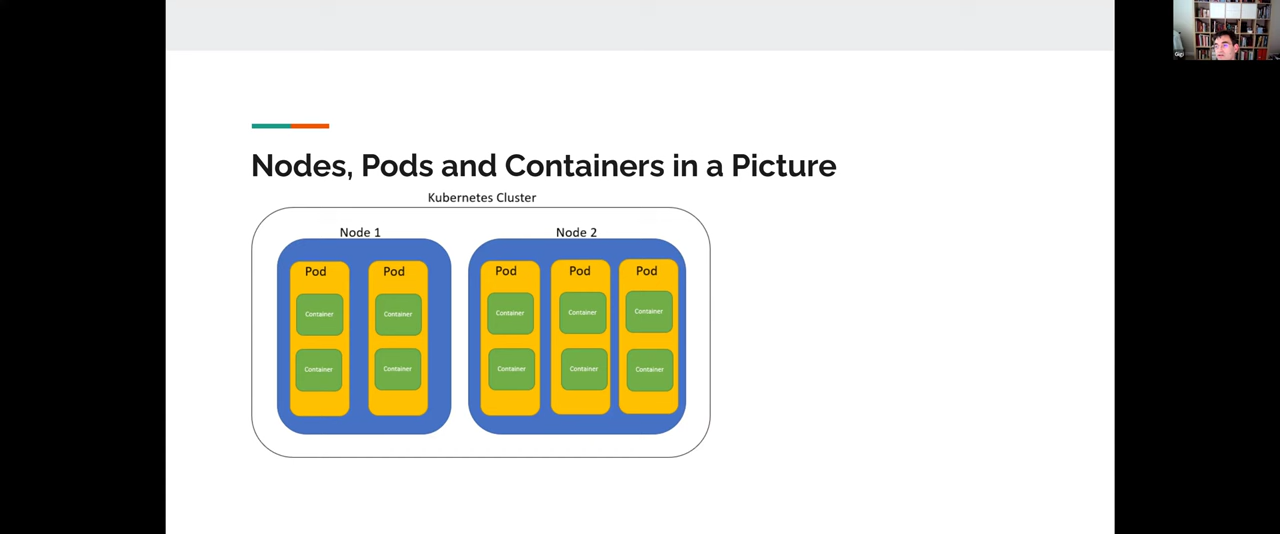 Nodes, Pods and Containers in a Picture
Kubernetes Cluster
Node 1
Node 2
Pod
Pod
Pod
Pod
Pod
Container
Container
Container
Container
Container
Container
Container
Container
Container
Container
Gigi